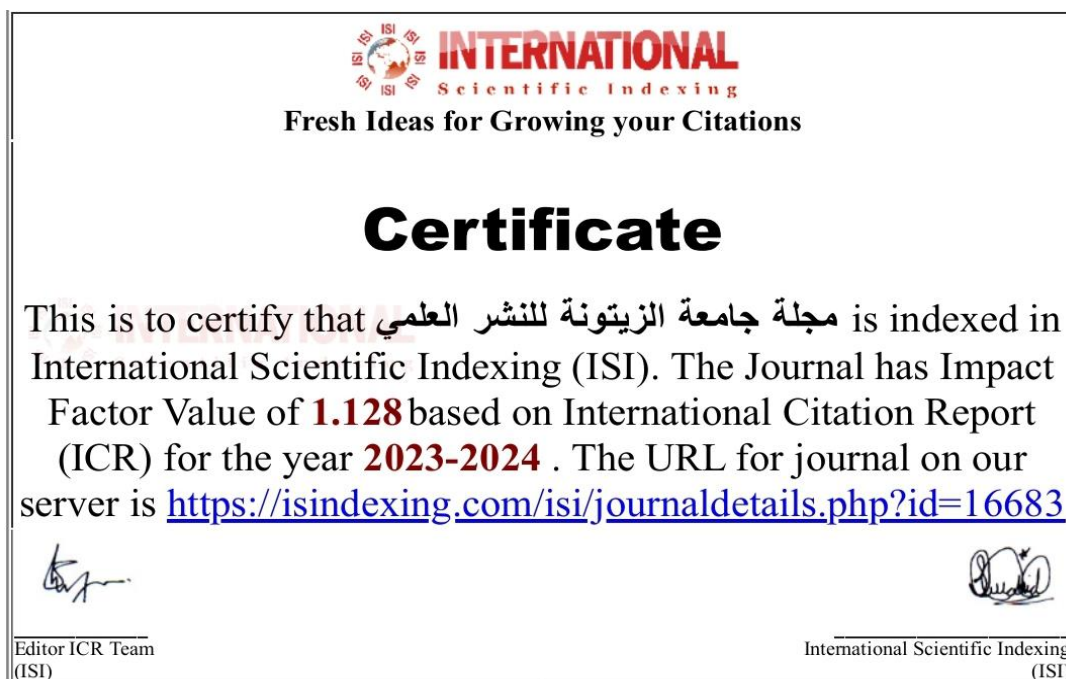 ISI ISI ISI ISI ISI ISI ISI ISI
INTERNATIONAL
Scientific Indexing
Fresh Ideas for Growing your Citations
Certificate
This is to certify that مجلة جامعة الزيتونة للنشر العلمي is indexed in
International Scientific Indexing (ISI). The Journal has Impact
Factor Value of 1.128 based on International Citation Report
(ICR) for the year 2023-2024 . The URL for journal on our
server is https://isindexing.com/isi/journaldetails.php?id=16683
Editor ICR Team
(ISI)
International Scientific Indexing
(ISI